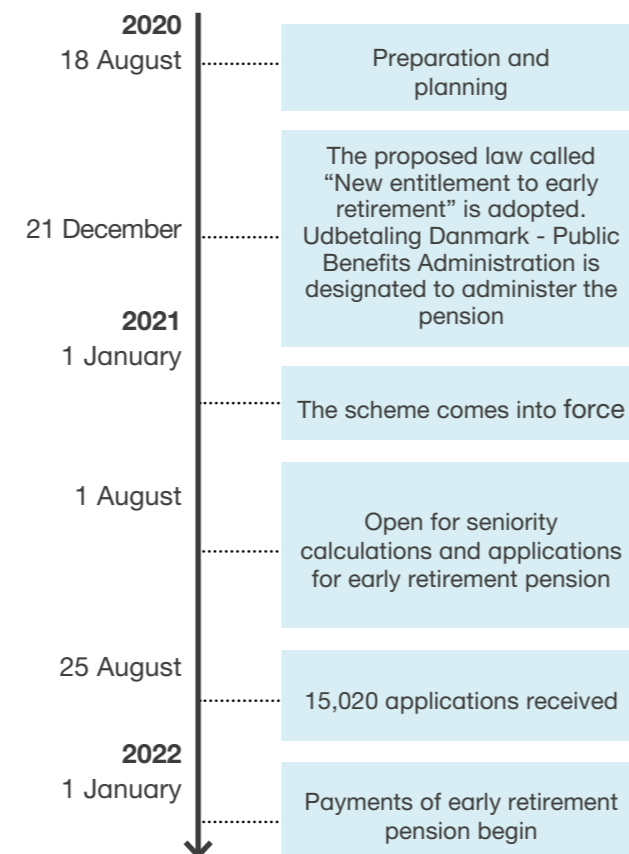 2020
18 August
Preparation and
planning
21 December
The proposed law called
“New entitlement to early
retirement” is adopted.
Udbetaling Danmark - Public
Benefits Administration is
designated to administer the
pension
2021
1 January
The scheme comes into force
1 August
Open for seniority
calculations and applications
for early retirement pension
25 August
15,020 applications received
2022
1 January
Payments of early retirement
pension begin